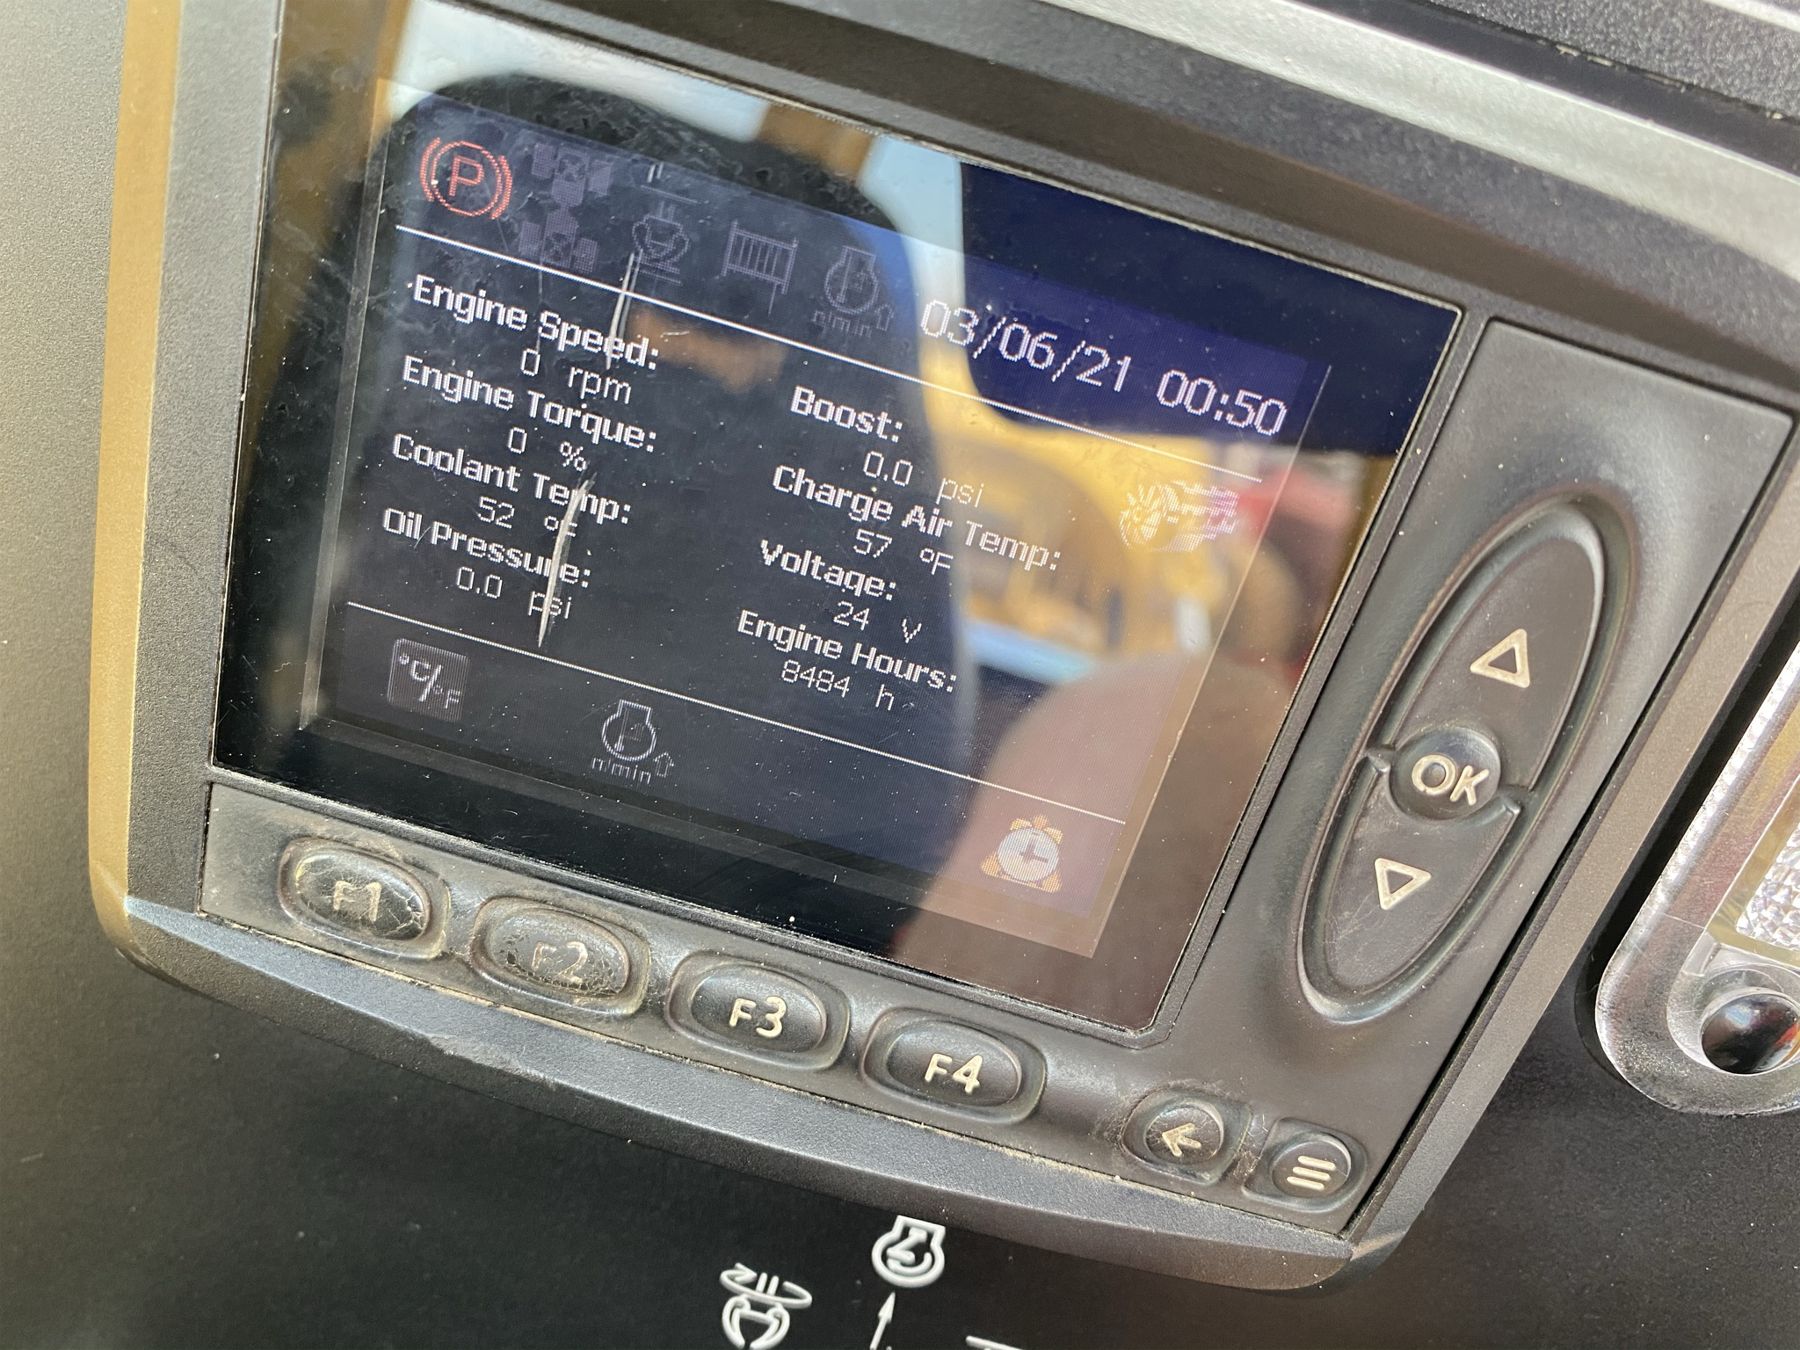 P
n/min
03/06/21 00:50
Engine Speed:
0 rpm
Engine Torque:
0 %
Coolant Temp:
52 °F
Oil Pressure:
0.0 psi
Boost:
0.0 psi
Charge Air Temp:
57 °F
Voltage:
24 V
Engine Hours:
8484 h
°C/°F
n/min
F1
F2
F3
F4
OK